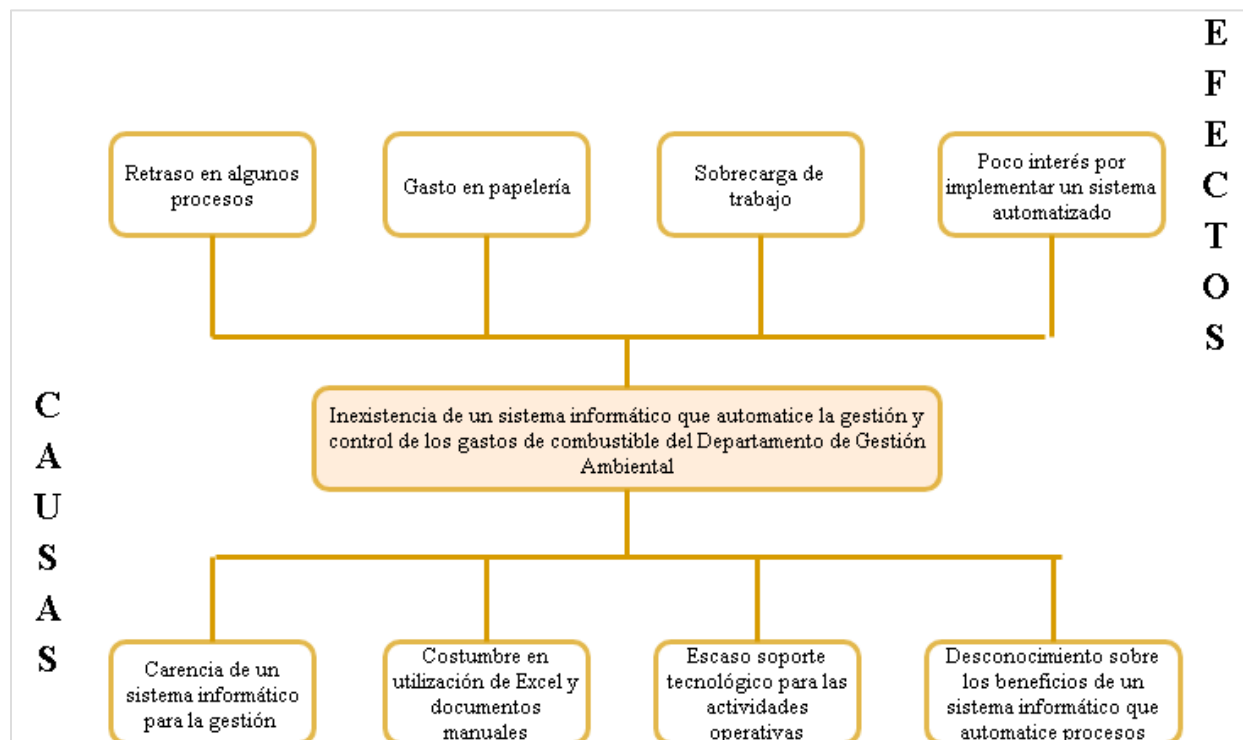 EFECTOS
Retraso en algunos
procesos
Gasto en papelería
Sobrecarga de
trabajo
Poco interés por
implementar un sistema
automatizado
Inexistencia de un sistema informático que automatice la gestión y
control de los gastos de combustible del Departamento de Gestión
Ambiental
CAUSAS
Carencia de un
sistema informático
para la gestión
Costumbre en
utilización de Excel y
documentos
manuales
Escaso soporte
tecnológico para las
actividades
operativas
Desconocimiento sobre
los beneficios de un
sistema informático que
automatice procesos